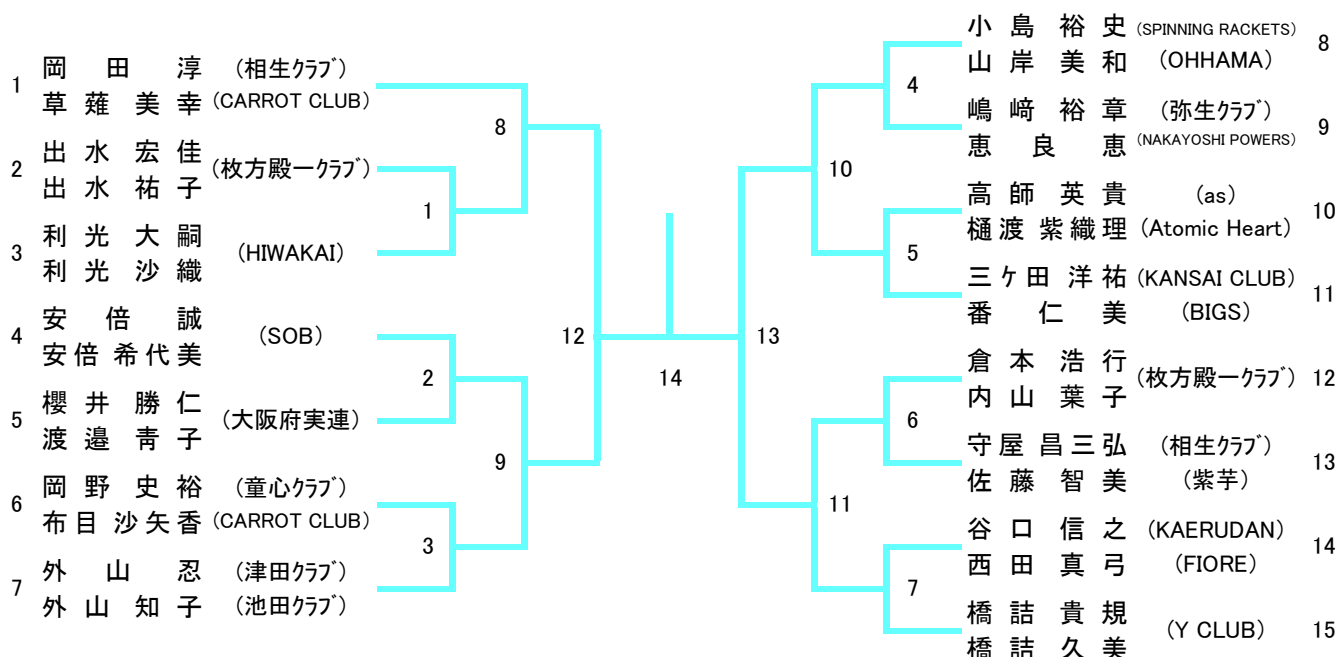 1 岡田淳 (相生ｸﾗﾌﾞ)
草薙美幸 (CARROT CLUB)
2 出水宏佳 (枚方殿一ｸﾗﾌﾞ)
出水祐子
3 利光大嗣 (HIWAKAI)
利光沙織
4 安倍誠 (SOB)
安倍希代美
5 櫻井勝仁 (大阪府実連)
渡邉青子
6 岡野史裕 (童心ｸﾗﾌﾞ)
布目沙矢香 (CARROT CLUB)
7 外山忍 (津田ｸﾗﾌﾞ)
外山知子 (池田ｸﾗﾌﾞ)
8
1
2
9
3
12
14
13
10
4
5
11
6
7
小島裕史 (SPINNING RACKETS) 8
山岸美和 (OHHAMA)
嶋﨑裕章 (弥生ｸﾗﾌﾞ) 9
恵良恵 (NAKAYOSHI POWERS)
高師英貴 (as) 10
樋渡紫織理 (Atomic Heart)
三ケ田洋祐 (KANSAI CLUB) 11
番仁美 (BIGS)
倉本浩行 (枚方殿一ｸﾗﾌﾞ) 12
内山葉子
守屋昌三弘 (相生ｸﾗﾌﾞ) 13
佐藤智美 (紫芋)
谷口信之 (KAERUDAN) 14
西田真弓 (FIORE)
橋詰貴規 (Y CLUB) 15
橋詰久美